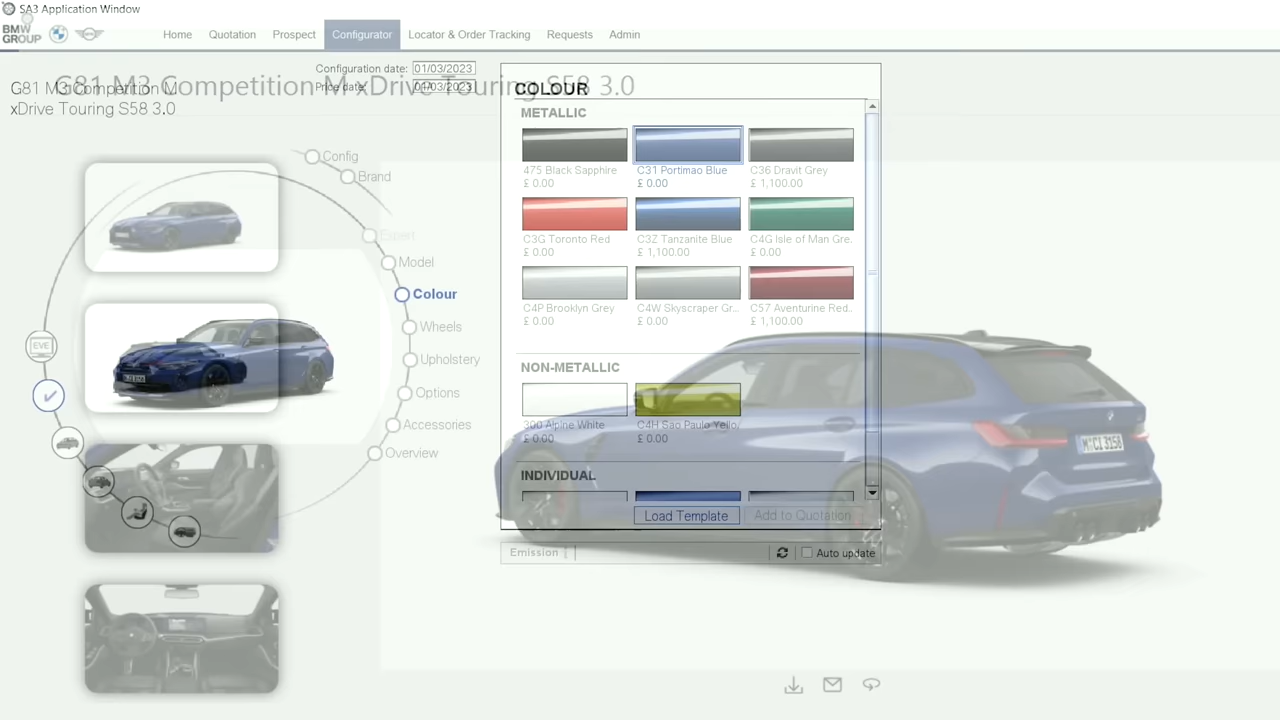 SA3 Application Window
BMW GROUP
Home Quotation Prospect Configurator Locator & Order Tracking Requests Admin
Configuration date: 01/03/2023
Price date: 01/03/2023
G81 M3 Competition M xDrive Touring S58 3.0
G81 M3 Competition M
xDrive Touring S58 3.0
Config
Brand
Expert
Model
Colour
Wheels
Upholstery
Options
Accessories
Overview
EVE
COLOUR
METALLIC
475 Black Sapphire
£ 0.00
C31 Portimao Blue
£ 0.00
C36 Dravit Grey
£ 1,100.00
C3G Toronto Red
£ 0.00
C3Z Tanzanite Blue
£ 1,100.00
C4G Isle of Man Gre.
£ 0.00
C4P Brooklyn Grey
£ 0.00
C4W Skyscraper Gr...
£ 0.00
C57 Aventurine Red.
£ 1,100.00
NON-METALLIC
300 Alpine White
£ 0.00
C4H Sao Paulo Yello.
£ 0.00
INDIVIDUAL
Load Template Add to Quotation
Emission
Auto update
M·CI 3158